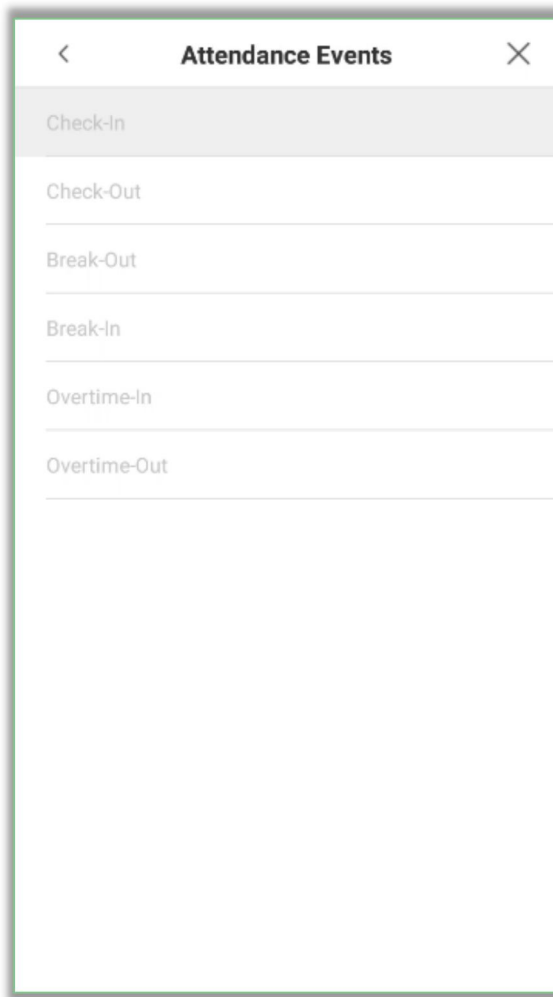 Attendance Events
Check-In
Check-Out
Break-Out
Break-In
Overtime-In
Overtime-Out